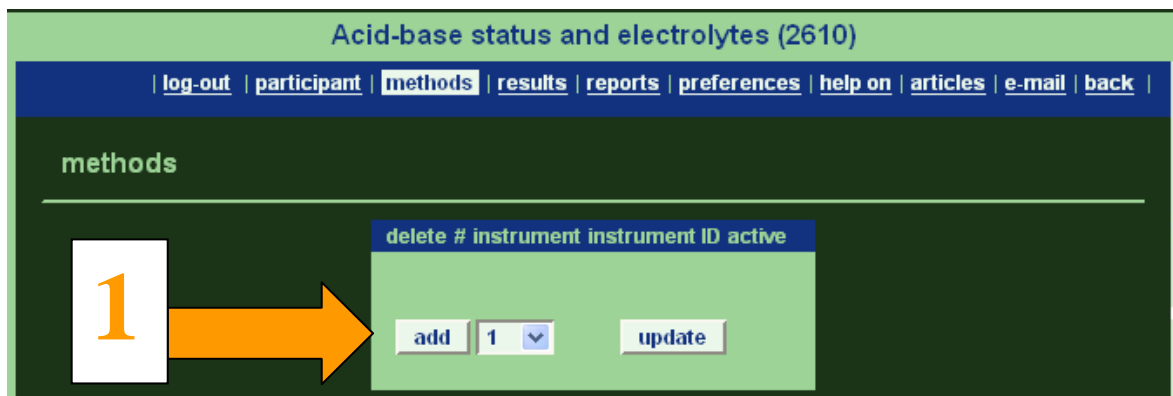 Acid-base status and electrolytes (2610)
| log-out | participant | methods | results | reports | preferences | help on | articles | e-mail | back |
methods
delete # instrument instrument ID active
1
add 1 update